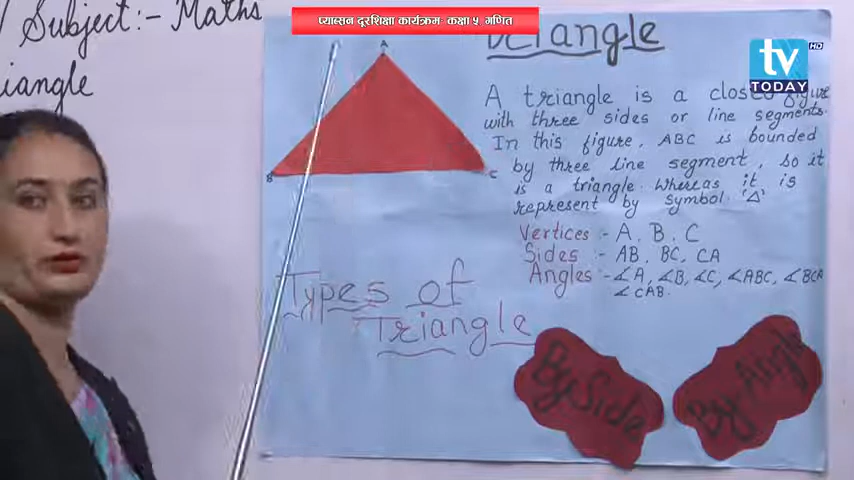 प्याब्सन दूरशिक्षा कार्यक्रमः कक्षा ५ गणित
Subject:- Maths
iangle
tv
TODAY
HD
A
B
C
A triangle is a closed figure
with three sides or line segments.
In this figure, ABC is bounded
by three line segment, so it
is a triangle. Whereas it is
represent by symbol. '△'
Vertices :- A, B, C
Sides :- AB, BC, CA
Angles :- ∠A, ∠B, ∠C, ∠ABC, ∠BCA
∠CAB.
Types of
Triangle
By Side
By Angle